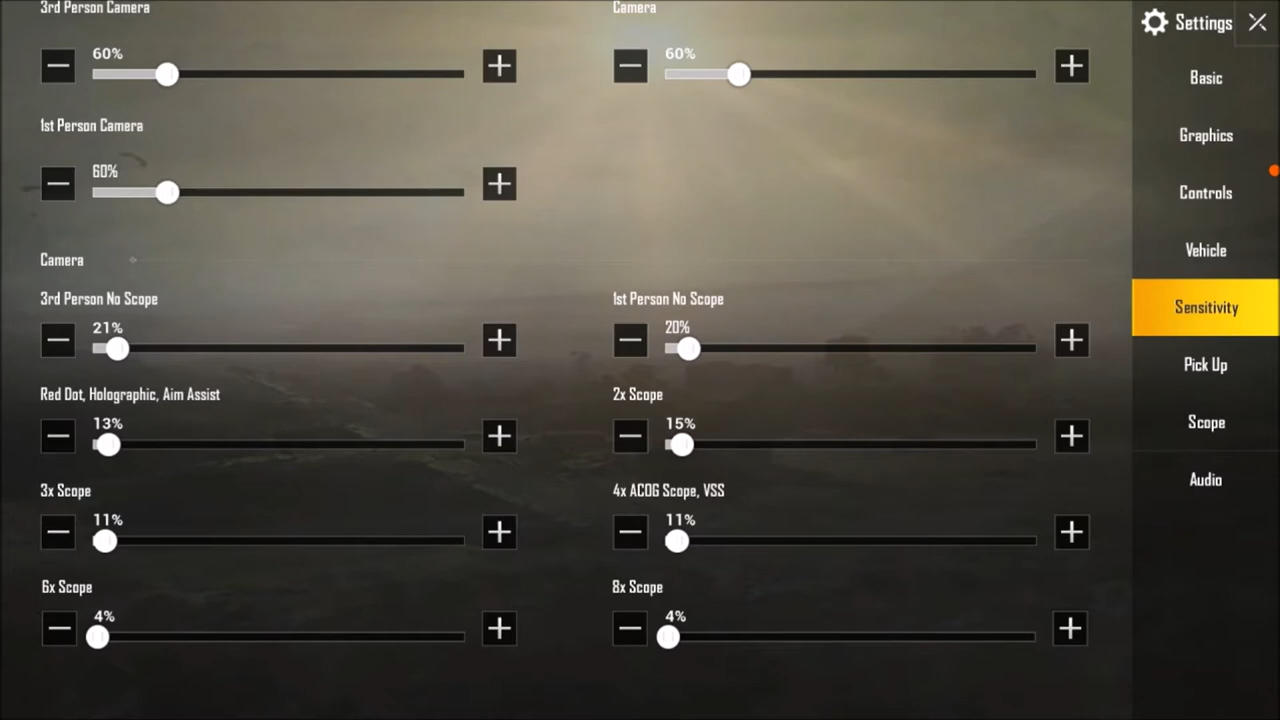 3rd Person Camera
Camera
Settings
60%
60%
Basic
1st Person Camera
Graphics
60%
Controls
Vehicle
Camera
3rd Person No Scope
1st Person No Scope
Sensitivity
21%
20%
Pick Up
Red Dot, Holographic, Aim Assist
2x Scope
13%
15%
Scope
3x Scope
4x ACOG Scope, VSS
Audio
11%
11%
6x Scope
8x Scope
4%
4%